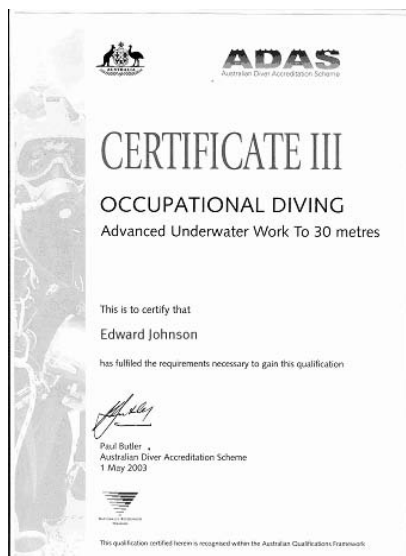 AUSTRALIA
ADAS
Australian Diver Accreditation Scheme
CERTIFICATE III
OCCUPATIONAL DIVING
Advanced Underwater Work To 30 metres
This is to certify that
Edward Johnson
has fulfiled the requirements necessary to gain this qualification
Paul Butler
Australian Diver Accreditation Scheme
1 May 2003
This qualification certified herein is recognised within the Australian Qualifications Framework